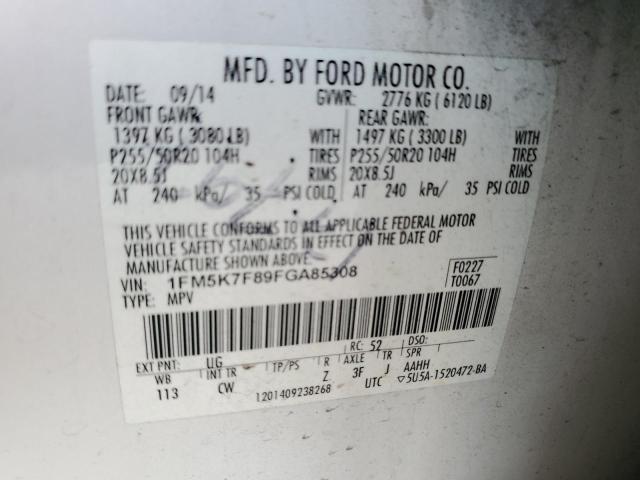 MFD. BY FORD MOTOR CO.
DATE: 09/14 GVWR: 2776 KG ( 6120 LB)
FRONT GAWR: REAR GAWR:
1397 KG ( 3080 LB) WITH 1497 KG ( 3300 LB) WITH
P255/50R20 104H TIRES P255/50R20 104H TIRES
20X8.5J RIMS 20X8.5J RIMS
AT 240 kPa/ 35 PSI COLD AT 240 kPa/ 35 PSI COLD
THIS VEHICLE CONFORMS TO ALL APPLICABLE FEDERAL MOTOR
VEHICLE SAFETY STANDARDS IN EFFECT ON THE DATE OF
MANUFACTURE SHOWN ABOVE.
VIN: 1FM5K7F89FGA85308 F0227
TYPE: MPV T0067
EXT PNT: UG RC: 52 DSO:
WB INT TR TP/PS R AXLE TR SPR
113 CW Z 3F J AAHH
1201409238268 UTC ▽5U5A-1520472-BA